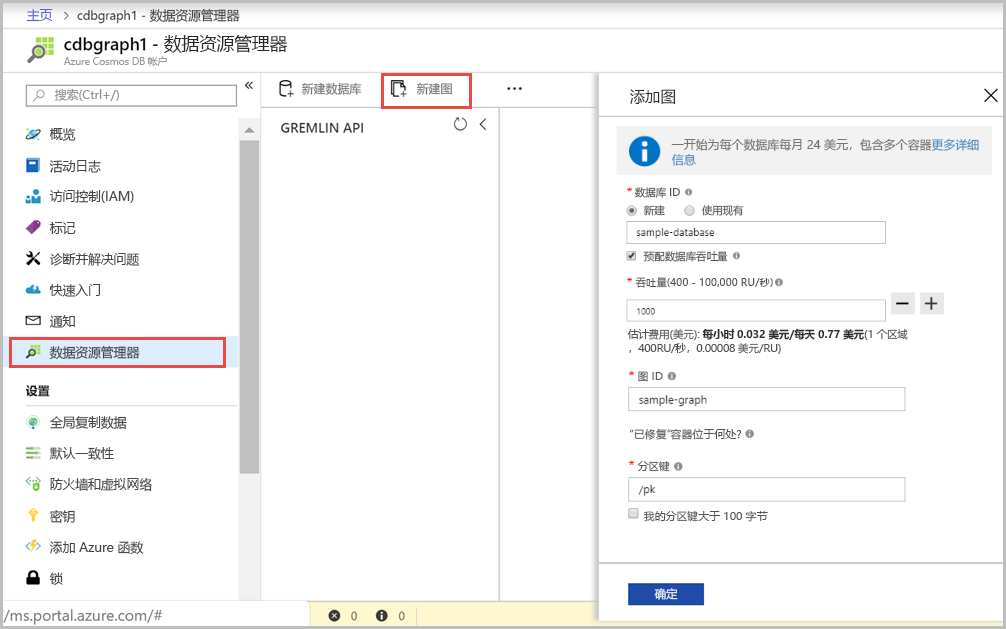 主页 > cdbgraph1 - 数据资源管理器
cdbgraph1 - 数据资源管理器
Azure Cosmos DB 帐户
搜索(Ctrl+/)
«
概览
活动日志
访问控制(IAM)
标记
诊断并解决问题
快速入门
通知
数据资源管理器
设置
全局复制数据
默认一致性
防火墙和虚拟网络
密钥
添加 Azure 函数
锁
/ms.portal.azure.com/#
新建数据库
新建图
...
GREMLIN API
0
0
添加图
一开始为每个数据库每月 24 美元，包含多个容器更多详细
信息
* 数据库 ID
新建
使用现有
sample-database
预配数据库吞吐量
* 吞吐量(400 - 100,000 RU/秒)
1000
估计费用(美元): 每小时 0.032 美元/每天 0.77 美元(1 个区域
，400RU/秒，0.00008 美元/RU)
* 图 ID
sample-graph
“已修复”容器位于何处?
* 分区键
/pk
我的分区键大于 100 字节
确定